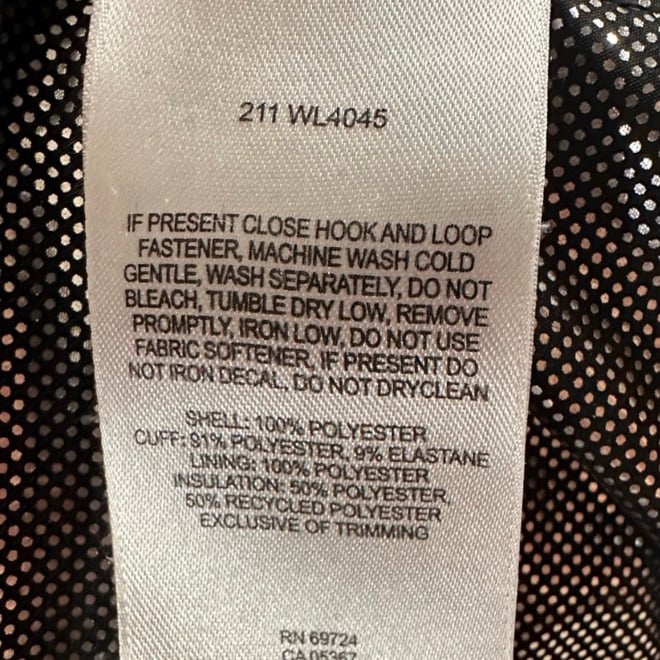 211 WL4045
IF PRESENT CLOSE HOOK AND LOOP
FASTENER, MACHINE WASH COLD
GENTLE, WASH SEPARATELY, DO NOT
BLEACH, TUMBLE DRY LOW, REMOVE
PROMPTLY, IRON LOW, DO NOT USE
FABRIC SOFTENER, IF PRESENT DO
NOT IRON DECAL, DO NOT DRYCLEAN
SHELL: 100% POLYESTER
CUFF: 91% POLYESTER, 9% ELASTANE
LINING: 100% POLYESTER
INSULATION: 50% POLYESTER,
50% RECYCLED POLYESTER
EXCLUSIVE OF TRIMMING
RN 69724
CA 05367